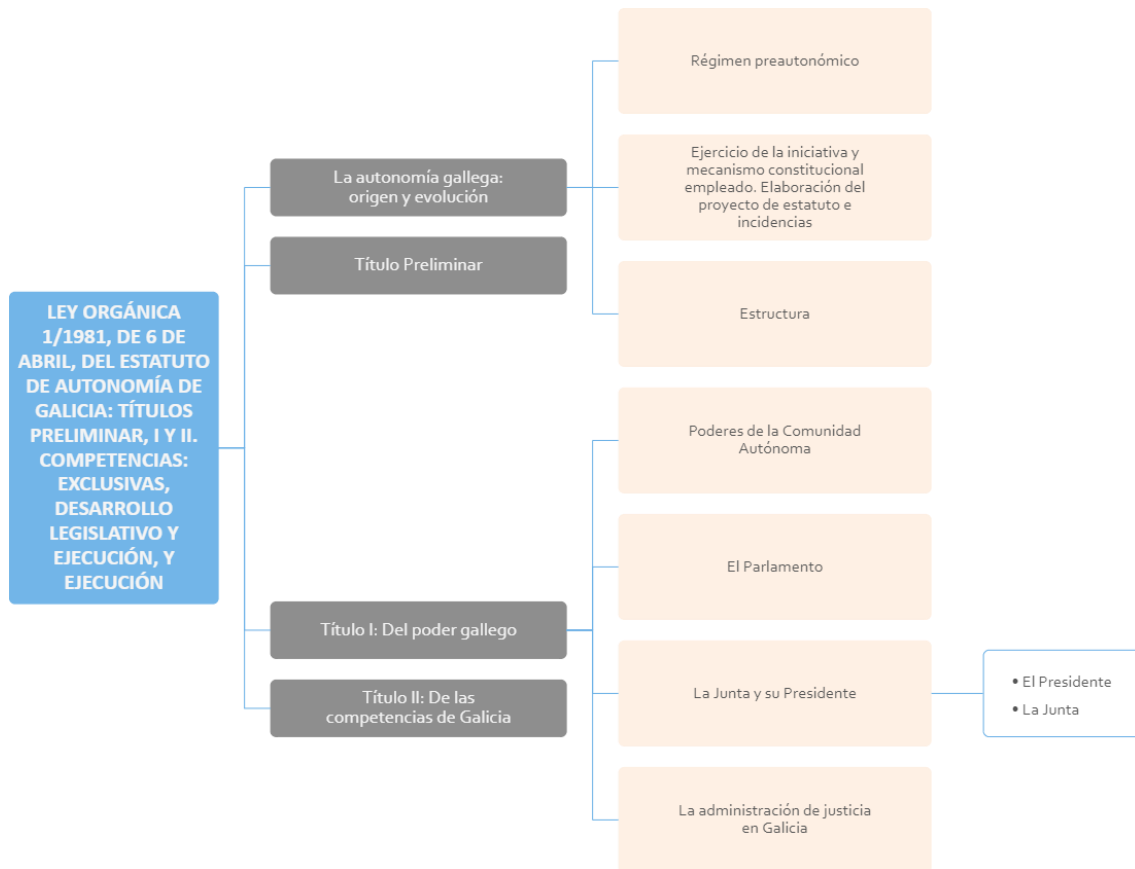 LEY ORGÁNICA
1/1981, DE 6 DE
ABRIL, DEL ESTATUTO
DE AUTONOMÍA DE
GALICIA: TÍTULOS
PRELIMINAR, I Y II.
COMPETENCIAS:
EXCLUSIVAS,
DESARROLLO
LEGISLATIVO Y
EJECUCIÓN, Y
EJECUCIÓN
La autonomía gallega:
origen y evolución
Régimen preautonómico
Ejercicio de la iniciativa y
mecanismo constitucional
empleado. Elaboración del
proyecto de estatuto e
incidencias
Estructura
Título Preliminar
Título I: Del poder gallego
Poderes de la Comunidad
Autónoma
El Parlamento
La Junta y su Presidente
• El Presidente
• La Junta
La administración de justicia
en Galicia
Título II: De las
competencias de Galicia